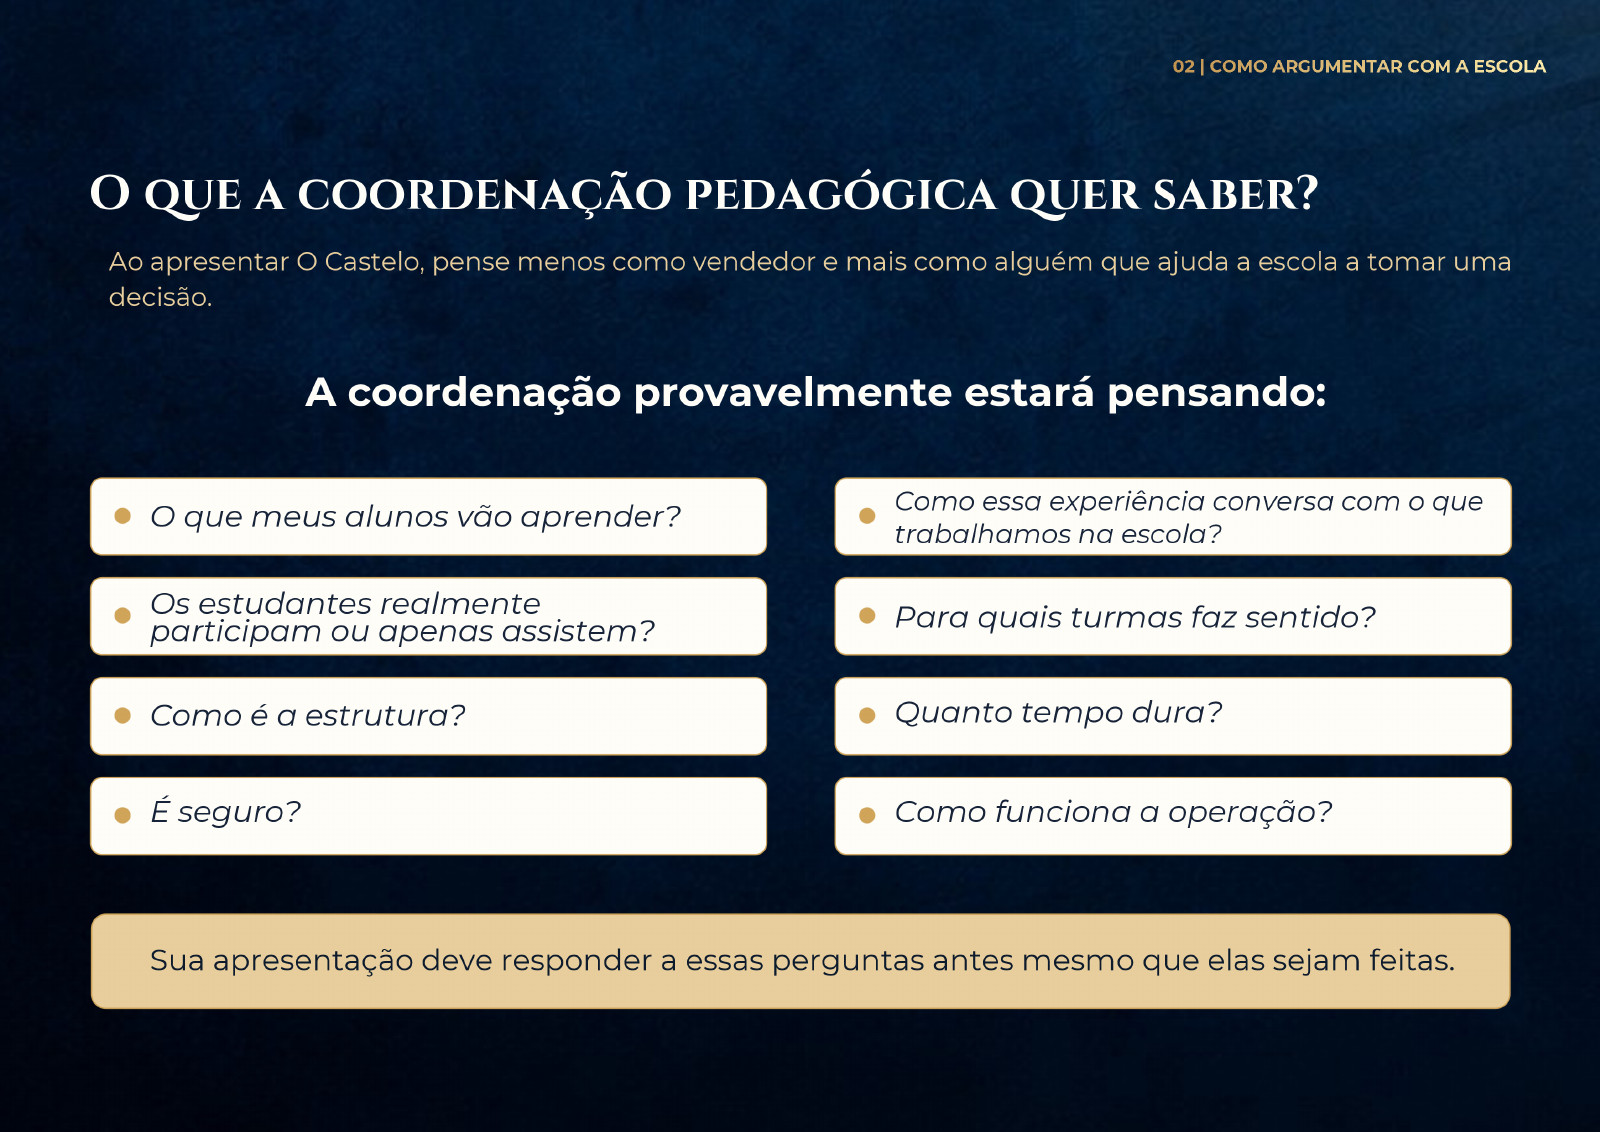 02 | COMO ARGUMENTAR COM A ESCOLA
O QUE A COORDENAÇÃO PEDAGÓGICA QUER SABER?
Ao apresentar O Castelo, pense menos como vendedor e mais como alguém que ajuda a escola a tomar uma
decisão.
A coordenação provavelmente estará pensando:
O que meus alunos vão aprender?
Como essa experiência conversa com o que
trabalhamos na escola?
Os estudantes realmente
participam ou apenas assistem?
Para quais turmas faz sentido?
Como é a estrutura?
Quanto tempo dura?
É seguro?
Como funciona a operação?
Sua apresentação deve responder a essas perguntas antes mesmo que elas sejam feitas.